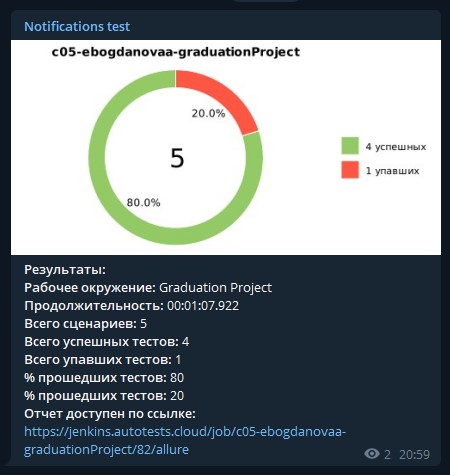 Notifications test
c05-ebogdanovaa-graduationProject
20.0%
5
80.0%
4 успешных
1 упавших
Результаты:
Рабочее окружение: Graduation Project
Продолжительность: 00:01:07.922
Всего сценариев: 5
Всего успешных тестов: 4
Всего упавших тестов: 1
% прошедших тестов: 80
% прошедших тестов: 20
Отчет доступен по ссылке:
https://jenkins.autotests.cloud/job/c05-ebogdanovaa-
graduationProject/82/allure
2 20:59